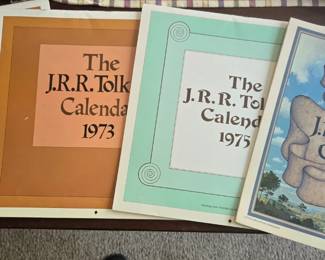 The
J.R.R. Tolk
Calenda
1973
The
J.R.R. Tolk
Calend
1975
J.
C